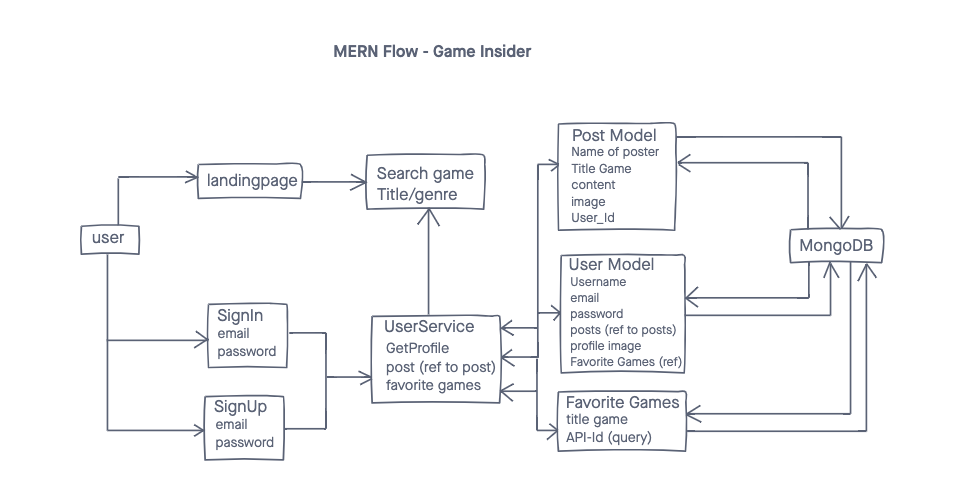 MERN Flow - Game Insider
landingpage
Search game
Title/genre
user
SignIn
email
password
SignUp
email
password
UserService
GetProfile
post (ref to post)
favorite games
Post Model
Name of poster
Title Game
content
image
User_Id
User Model
Username
email
password
posts (ref to posts)
profile image
Favorite Games (ref)
Favorite Games
title game
API-Id (query)
MongoDB